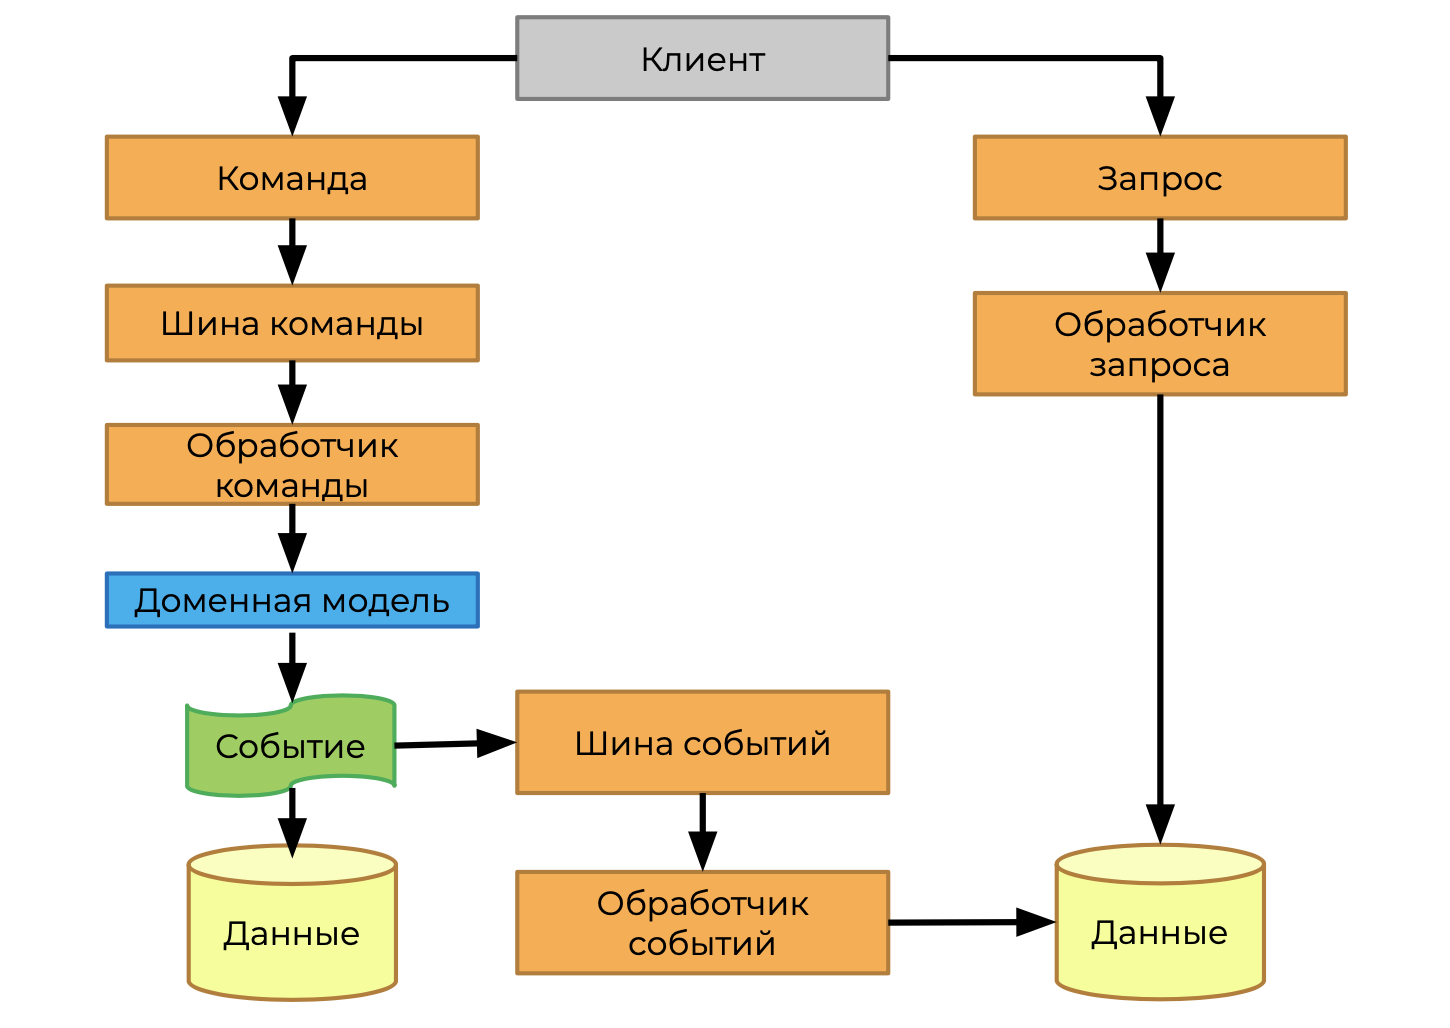 Клиент
Команда
Запрос
Шина команды
Обработчик
запроса
Обработчик
команды
Доменная модель
Событие
Шина событий
Обработчик
событий
Данные
Данные